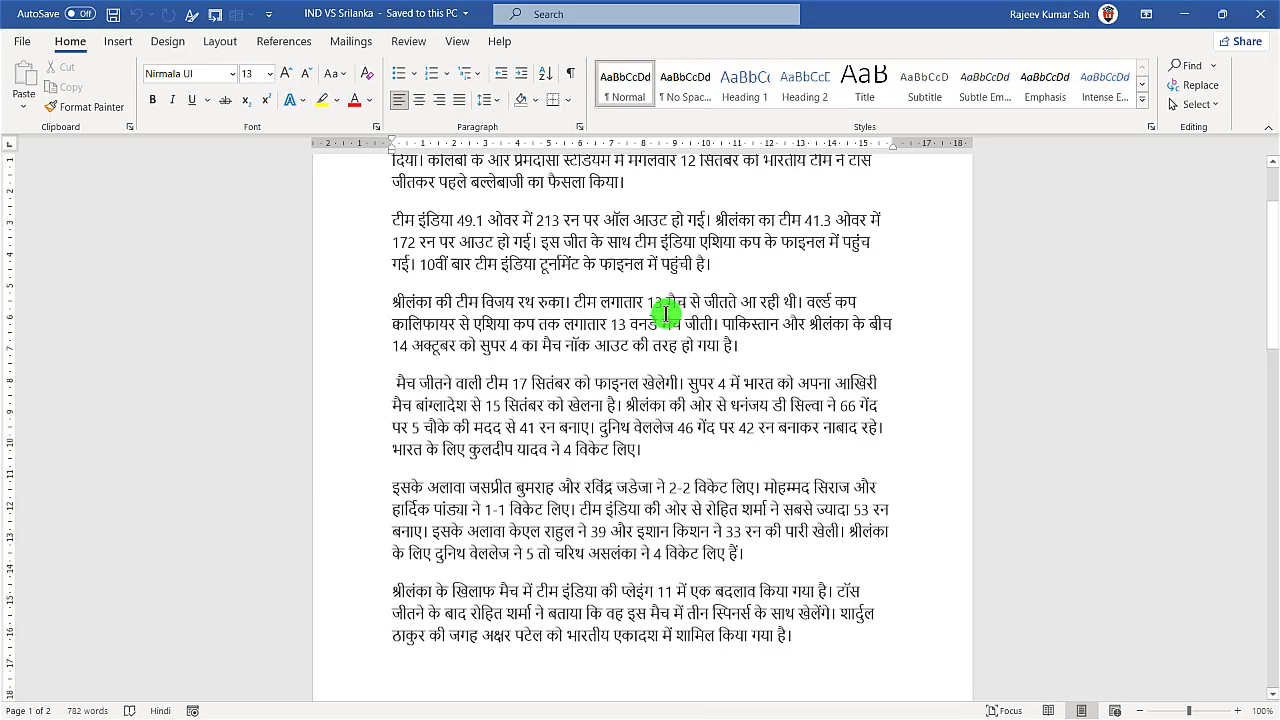 AutoSave Off IND VS Srilanka - Saved to this PC Search Rajeev Kumar Sah
File Home Insert Design Layout References Mailings Review View Help Share
Paste Cut Copy Format Painter
Nirmala UI 13
AaBbCcDd AaBbCcDd AaBbCc AaBbCcE AaB AaBbCcD AaBbCcDd AaBbCcDd AaBbCcDd
¶ Normal ¶ No Spac... Heading 1 Heading 2 Title Subtitle Subtle Em... Emphasis Intense E...
Find Replace Select
Clipboard Font Paragraph Styles Editing
दिया। कोलंबो के आर प्रेमदासा स्टेडियम में मंगलवार 12 सितंबर को भारतीय टीम ने टॉस
जीतकर पहले बल्लेबाजी का फैसला किया।
टीम इंडिया 49.1 ओवर में 213 रन पर ऑल आउट हो गई। श्रीलंका का टीम 41.3 ओवर में
172 रन पर आउट हो गई। इस जीत के साथ टीम इंडिया एशिया कप के फाइनल में पहुंच
गई। 10वीं बार टीम इंडिया टूर्नामेंट के फाइनल में पहुंची है।
श्रीलंका की टीम विजय रथ रुका। टीम लगातार 13 मैच से जीतते आ रही थी। वर्ल्ड कप
कालिफायर से एशिया कप तक लगातार 13 वनडे मैच जीती। पाकिस्तान और श्रीलंका के बीच
14 अक्टूबर को सुपर 4 का मैच नॉक आउट की तरह हो गया है।
मैच जीतने वाली टीम 17 सितंबर को फाइनल खेलेगी। सुपर 4 में भारत को अपना आखिरी
मैच बांग्लादेश से 15 सितंबर को खेलना है। श्रीलंका की ओर से धनंजय डी सिल्वा ने 66 गेंद
पर 5 चौके की मदद से 41 रन बनाए। दुनिथ वेललेज 46 गेंद पर 42 रन बनाकर नाबाद रहे।
भारत के लिए कुलदीप यादव ने 4 विकेट लिए।
इसके अलावा जसप्रीत बुमराह और रविंद्र जडेजा ने 2-2 विकेट लिए। मोहम्मद सिराज और
हार्दिक पांड्या ने 1-1 विकेट लिए। टीम इंडिया की ओर से रोहित शर्मा ने सबसे ज्यादा 53 रन
बनाए। इसके अलावा केएल राहुल ने 39 और इशान किशन ने 33 रन की पारी खेली। श्रीलंका
के लिए दुनिथ वेललेज ने 5 तो चरिथ असलंका ने 4 विकेट लिए हैं।
श्रीलंका के खिलाफ मैच में टीम इंडिया की प्लेइंग 11 में एक बदलाव किया गया है। टॉस
जीतने के बाद रोहित शर्मा ने बताया कि वह इस मैच में तीन स्पिनर्स के साथ खेलेंगे। शार्दुल
ठाकुर की जगह अक्षर पटेल को भारतीय एकादश में शामिल किया गया है।
Page 1 of 2 782 words Hindi Focus 100%